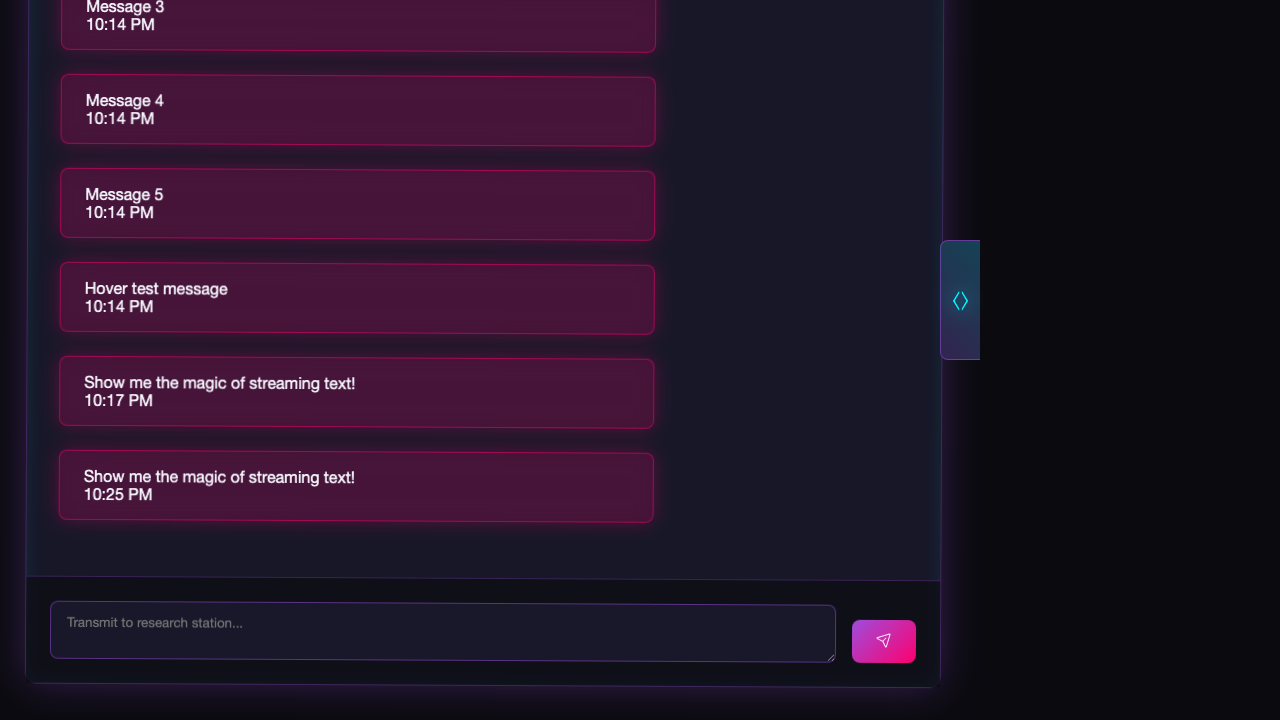 Message 3
10:14 PM
Message 4
10:14 PM
Message 5
10:14 PM
Hover test message
10:14 PM
Show me the magic of streaming text!
10:17 PM
Show me the magic of streaming text!
10:25 PM
Transmit to research station...